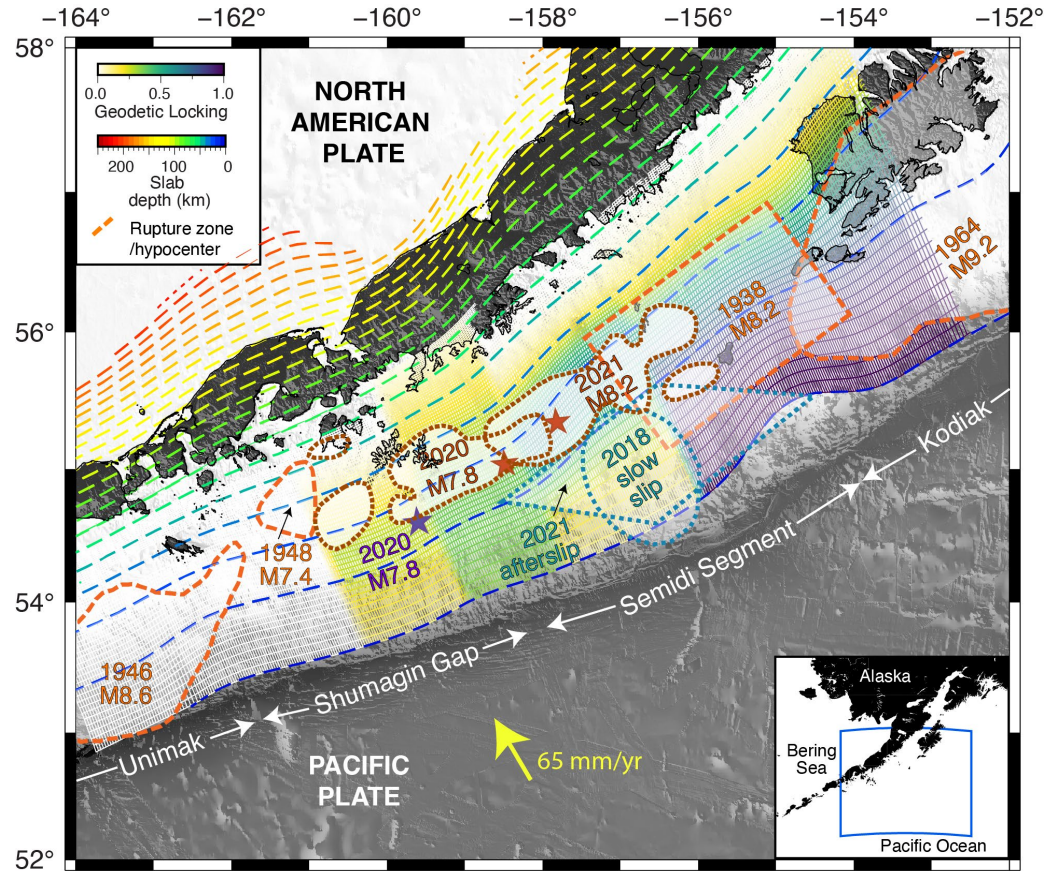 −164° −162° −160° −158° −156° −154° −152°
58°
56°
54°
52°
0.0 0.5 1.0
Geodetic Locking
200 100 0
Slab
depth (km)
Rupture zone
/hypocenter
NORTH
AMERICAN
PLATE
1964
M9.2
1938
M8.2
2021
M8.2
2020
M7.8
2018
slow
slip
2021
afterslip
2020
M7.8
1948
M7.4
1946
M8.6
Kodiak
Semidi Segment
Shumagin Gap
Unimak
65 mm/yr
PACIFIC
PLATE
Alaska
Bering
Sea
Pacific Ocean